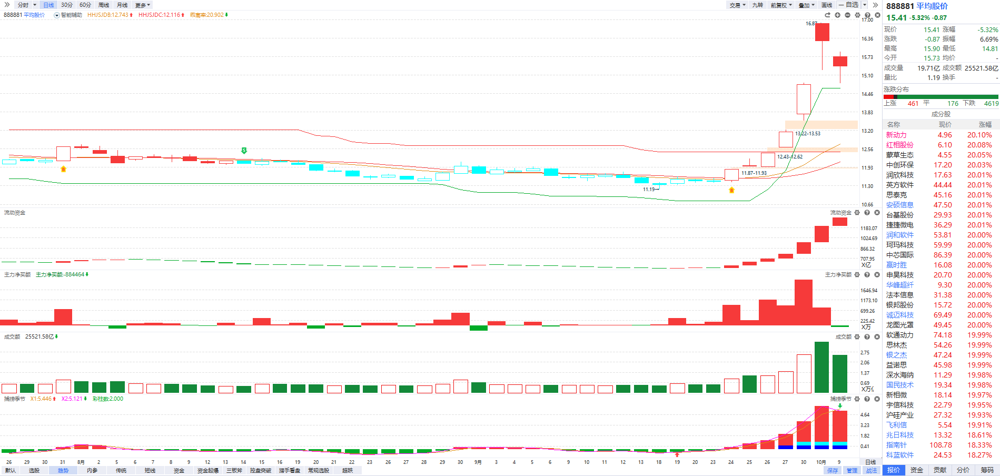 分时 日线 30分 60分 周线 月线 更多 交易 九转 前复权 叠加 画线 自选
888881 平均股价 智能辅助 HHJSJDB:12.743 HHJSJDC:12.116 乖离率:20.902
17.00
16.87
16.36
15.73
15.10
14.46
13.83
13.20
13.22-13.53
12.56
12.43-12.62
11.93
11.87-11.93
11.30
11.19
10.66
S
B
B
流动资金 流动资金
1183.07
1024.69
866.32
707.95
X亿
主力净买额 主力净买额:-884464 主力净买额
1646.94
1173.10
699.26
225.42
X万
成交额 25521.58亿 成交额
2.75
2.06
1.37
0.69
X万亿
捕捞季节 X1:5.446 X2:5.121 彩柱数:2.000 捕捞季节
4.64
3.23
1.82
0.41
26 29 30 31 8月 2 5 6 7 8 9 12 13 14 15 16 19 20 21 22 23 26 27 28 29 30 9月 3 4 5 6 9 10 11 12 13 18 19 20 23 24 25 26 27 30 10月 9 日线
默认 选股 趋势 内参 传统 短线 资金 资金起爆 三板斧 控盘突破 猎手看盘 常规选股 超跌 保存 管理 战法
888881 平均股价
15.41 -5.32% -0.87
现价 15.41 涨幅 -5.32%
涨跌 -0.87 振幅 6.69%
最高 15.90 最低 14.81
今开 15.73 均价 -
成交量 19.71亿 成交额 25521.58亿
量比 1.19 换手 -
涨跌分布
上涨 461 平 176 下跌 4619
成分股
名称 现价 涨幅
新动力 4.96 20.10%
红相股份 6.10 20.08%
蒙草生态 4.55 20.05%
中创环保 17.20 20.03%
润欣科技 17.63 20.01%
英方软件 44.44 20.01%
思泰克 45.16 20.01%
安硕信息 47.50 20.01%
台基股份 29.93 20.01%
捷捷微电 36.29 20.01%
润和软件 53.81 20.00%
珂玛科技 59.99 20.00%
中芯国际 86.39 20.00%
赢时胜 16.08 20.00%
申昊科技 20.70 20.00%
华峰超纤 9.30 20.00%
法本信息 31.38 20.00%
银邦股份 15.72 20.00%
诚迈科技 69.49 20.00%
龙图光罩 49.45 20.00%
软通动力 74.18 19.99%
思林杰 54.26 19.99%
银之杰 47.24 19.99%
益诺思 45.98 19.99%
深水海纳 11.29 19.98%
国民技术 19.34 19.98%
新相微 18.14 19.97%
宇信科技 22.79 19.95%
沪硅产业 27.32 19.93%
飞利信 5.54 19.91%
兆日科技 13.32 18.61%
指南针 108.78 18.33%
科蓝软件 24.53 18.27%
报价 资金 贡献 分价 筹码